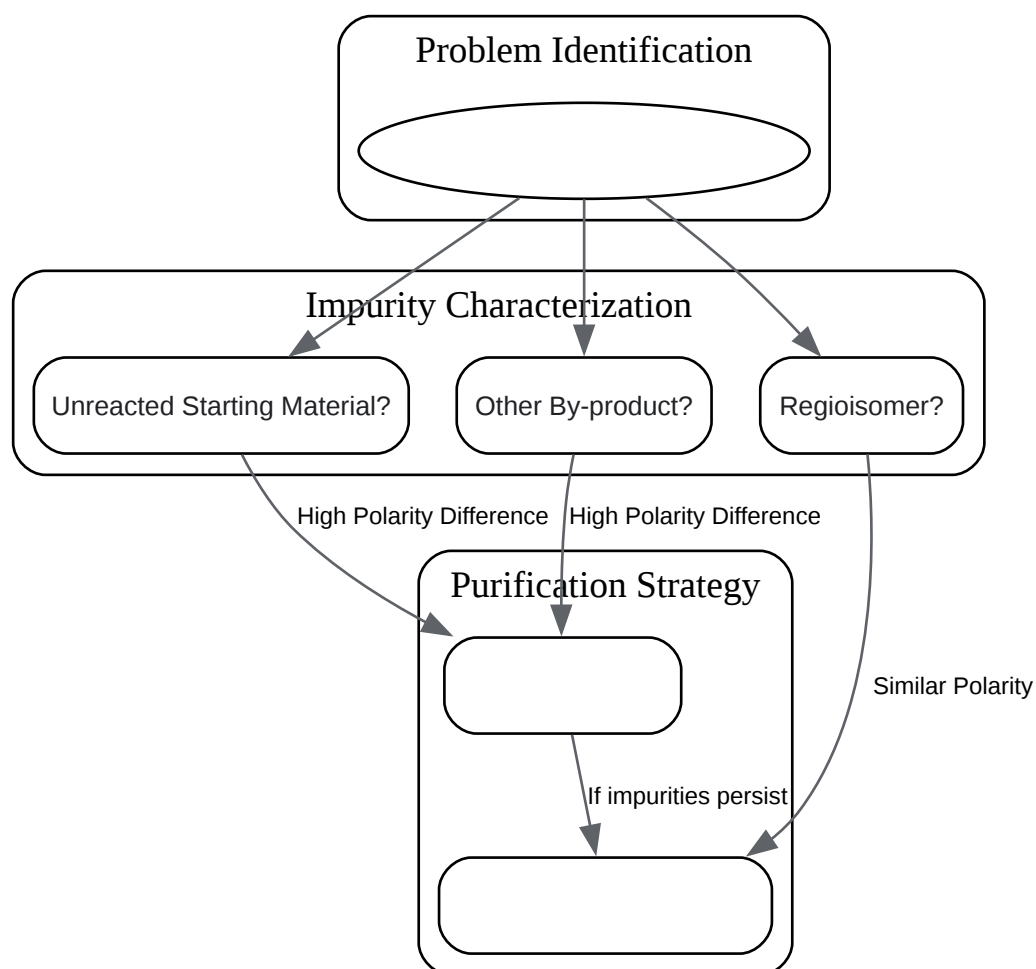 Problem Identification
Impurity Characterization
Unreacted Starting Material?
Other By-product?
Regioisomer?
High Polarity Difference
High Polarity Difference
Purification Strategy
Similar Polarity
If impurities persist